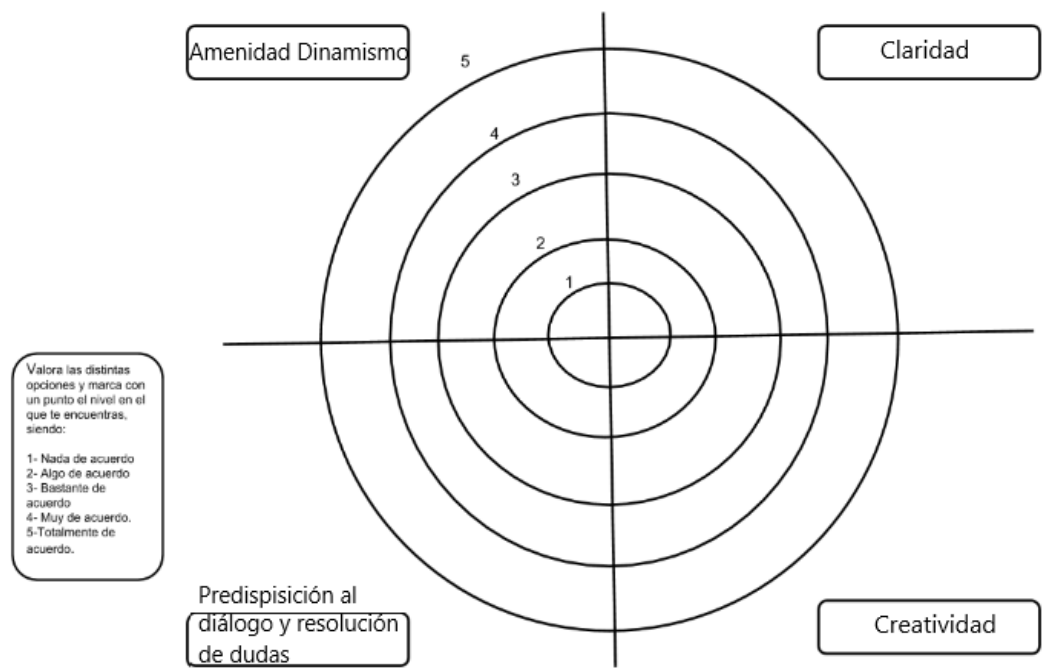 Amenidad Dinamismo
Claridad
5
4
3
2
1
Valora las distintas
opciones y marca con
un punto el nivel en el
que te encuentras,
siendo:
1- Nada de acuerdo
2- Algo de acuerdo
3- Bastante de
acuerdo
4- Muy de acuerdo.
5-Totalmente de
acuerdo.
Predispisición al
diálogo y resolución
de dudas
Creatividad